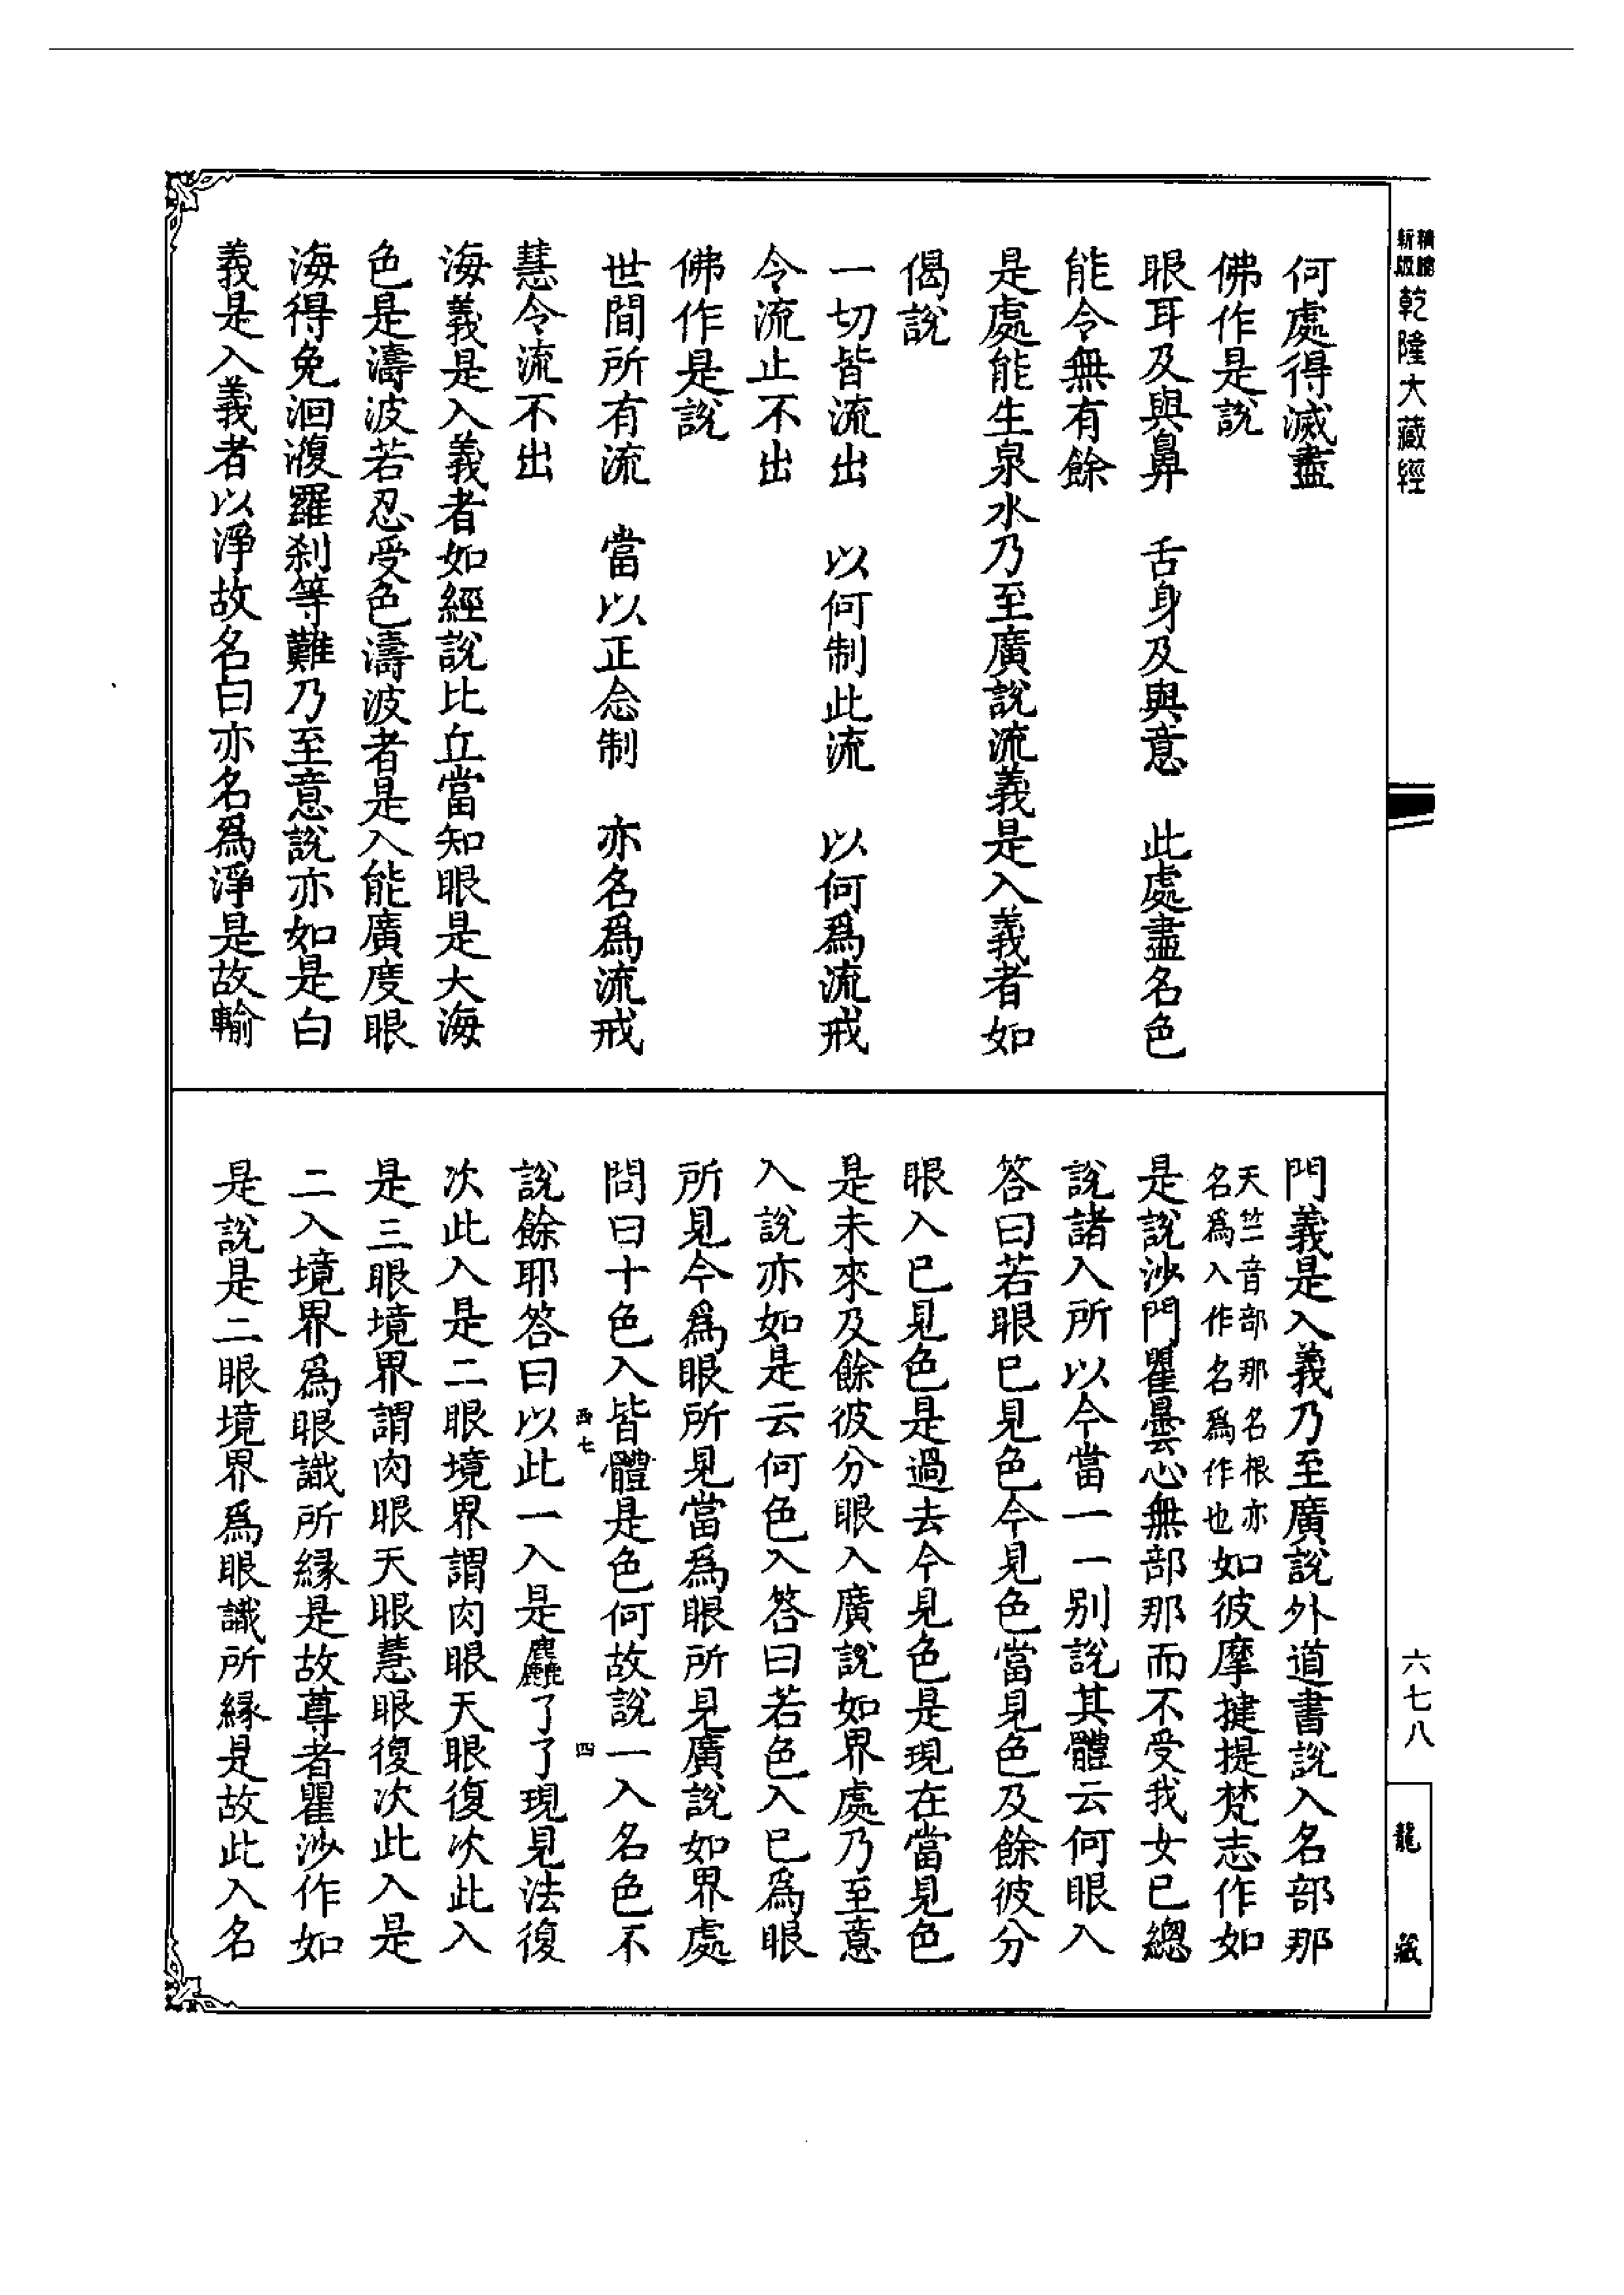 精縮
新版
乾隆大藏經
何處得滅盡
佛作是說
眼耳及與鼻　舌身及與意　此處盡名色
能令無有餘
是處能生泉水乃至廣說流義是入義者如
偈說
一切皆流出　以何制此流　以何爲流戒
令流止不出
佛作是說
世間所有流　當以正念制　亦名爲流戒
慧令流不出
海義是入義者如經說比丘當知眼是大海
色是濤波若忍受色濤波者是入能廣度眼
海得免洄澓羅刹等難乃至意說亦如是白
義是入義者以淨故名曰亦名爲淨是故輸
門義是入義乃至廣說外道書說入名部那
天竺音部那名根亦
名爲入作名爲作也
如彼摩揵提梵志作如
是說沙門瞿曇心無部那而不受我女已總
說諸入所以今當一一别說其體云何眼入
答曰若眼已見色今見色當見色及餘彼分
眼入已見色是過去今見色是現在當見色
是未來及餘彼分眼入廣說如界處乃至意
入說亦如是云何色入答曰若色入已爲眼
所見今爲眼所見當爲眼所見廣說如界處
問曰十色入皆體是色何故說一入名色不
西七　四
說餘耶答曰以此一入是麤了了現見法復
次此入是二眼境界謂肉眼天眼復次此入
是三眼境界謂肉眼天眼慧眼復次此入是
二入境界爲眼識所緣是故尊者瞿沙作如
是說是二眼境界爲眼識所緣是故此入名
六七八
龍藏